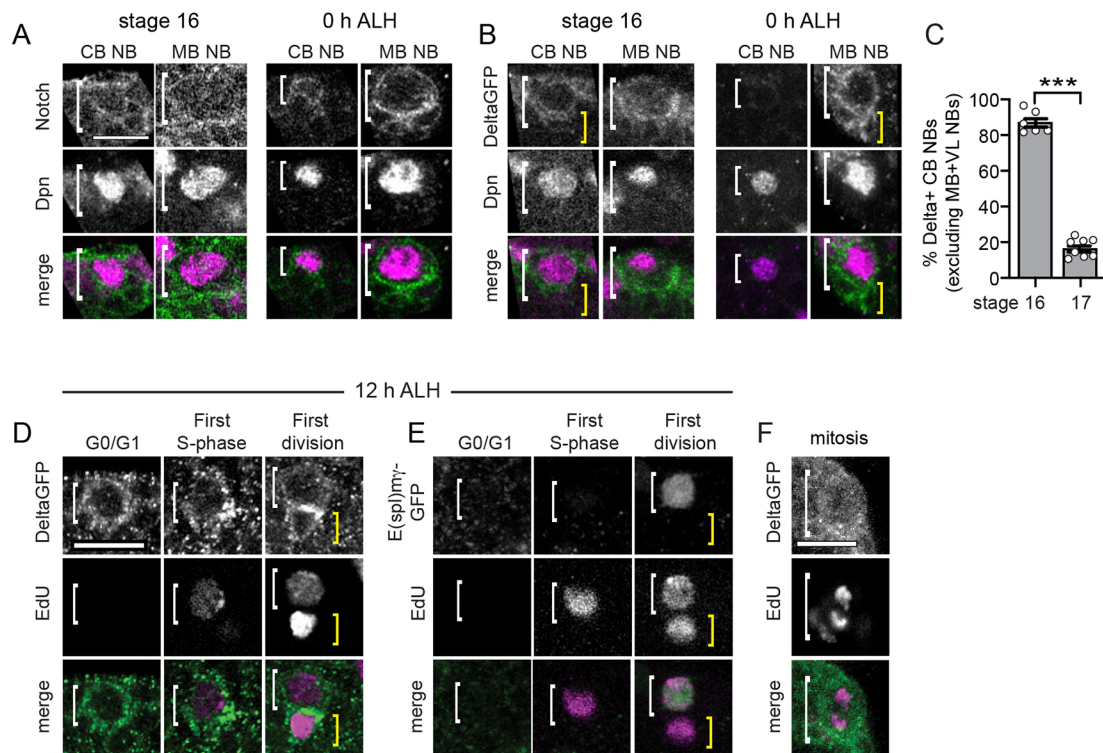 A
stage 16
0 h ALH
CB NB
MB NB
CB NB
MB NB
Notch
Dpn
merge
B
stage 16
0 h ALH
CB NB
MB NB
CB NB
MB NB
DeltaGFP
Dpn
merge
C
***
% Delta+ CB NBs
(excluding MB+VL NBs)
100
80
60
40
20
0
stage 16
17
12 h ALH
D
G0/G1
First
S-phase
First
division
DeltaGFP
EdU
merge
E
G0/G1
First
S-phase
First
division
E(spl)mγ-
GFP
EdU
merge
F
mitosis
DeltaGFP
EdU
merge